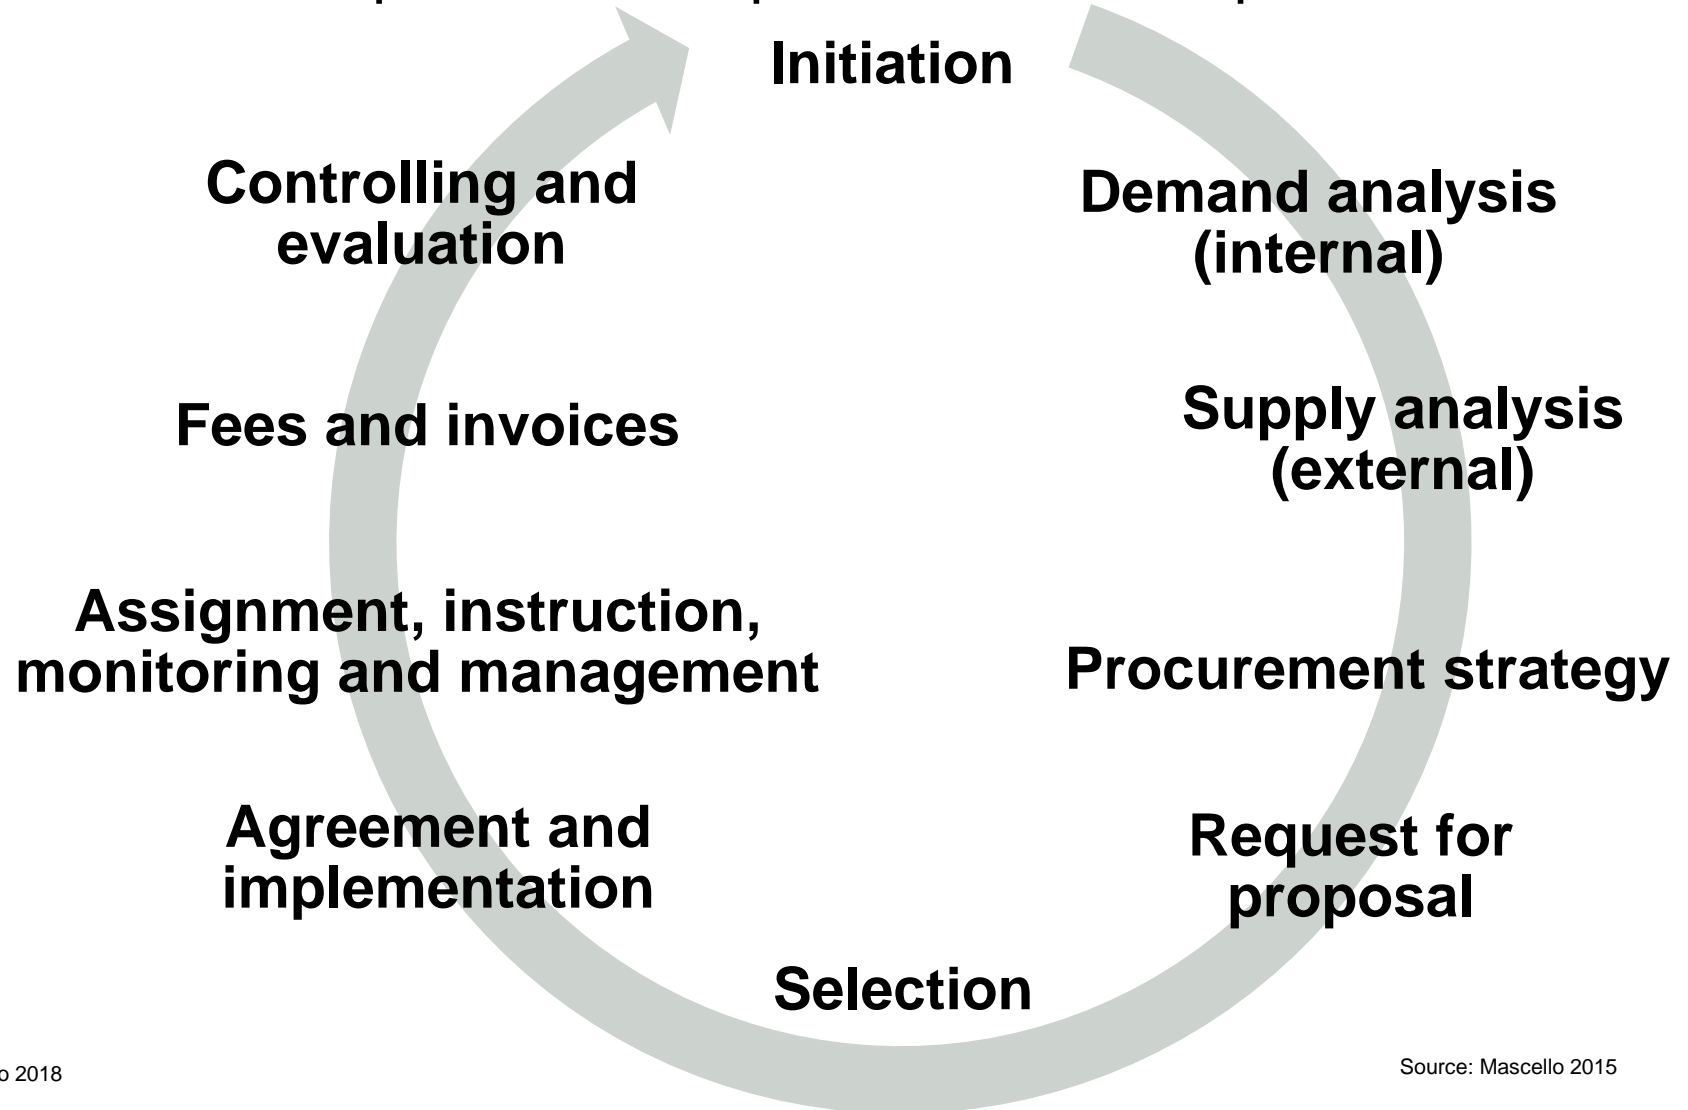 Initiation
Demand analysis
(internal)
Supply analysis
(external)
Procurement strategy
Request for
proposal
Selection
Agreement and
implementation
Assignment, instruction,
monitoring and management
Fees and invoices
Controlling and
evaluation
2018
Source: Mascello 2015